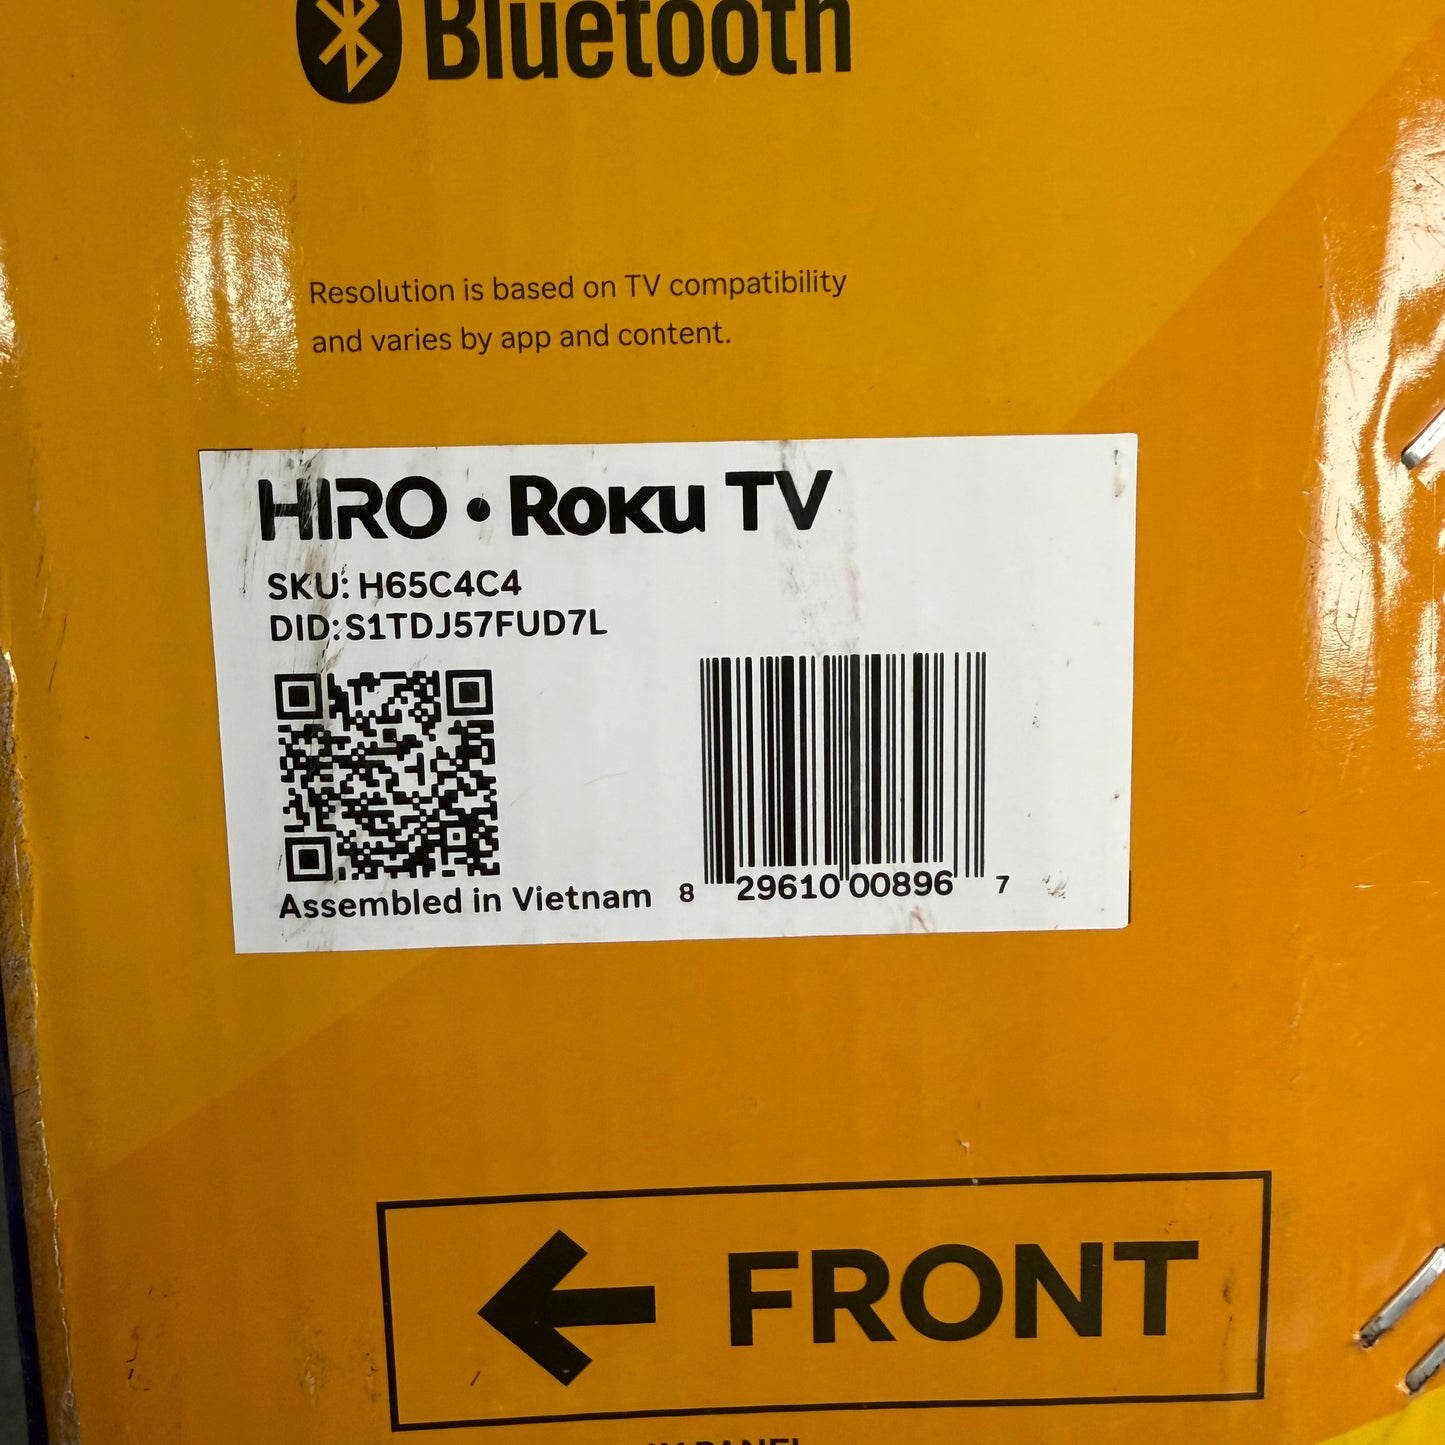 Bluetooth
Resolution is based on TV compatibility
and varies by app and content.
HIRO • ROKU TV
SKU: H65C4C4
DID:S1TDJ57FUD7L
Assembled in Vietnam
8 29610 00896 7
FRONT
PANEL